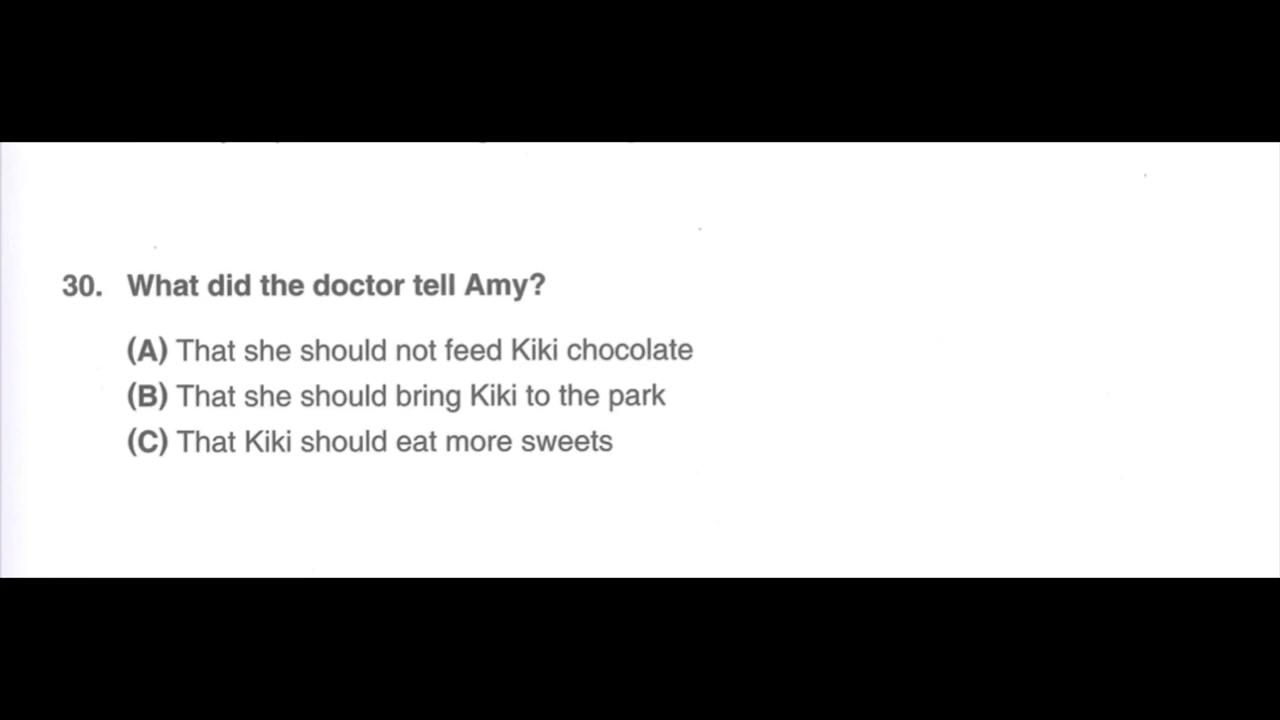 30. What did the doctor tell Amy?
(A) That she should not feed Kiki chocolate
(B) That she should bring Kiki to the park
(C) That Kiki should eat more sweets